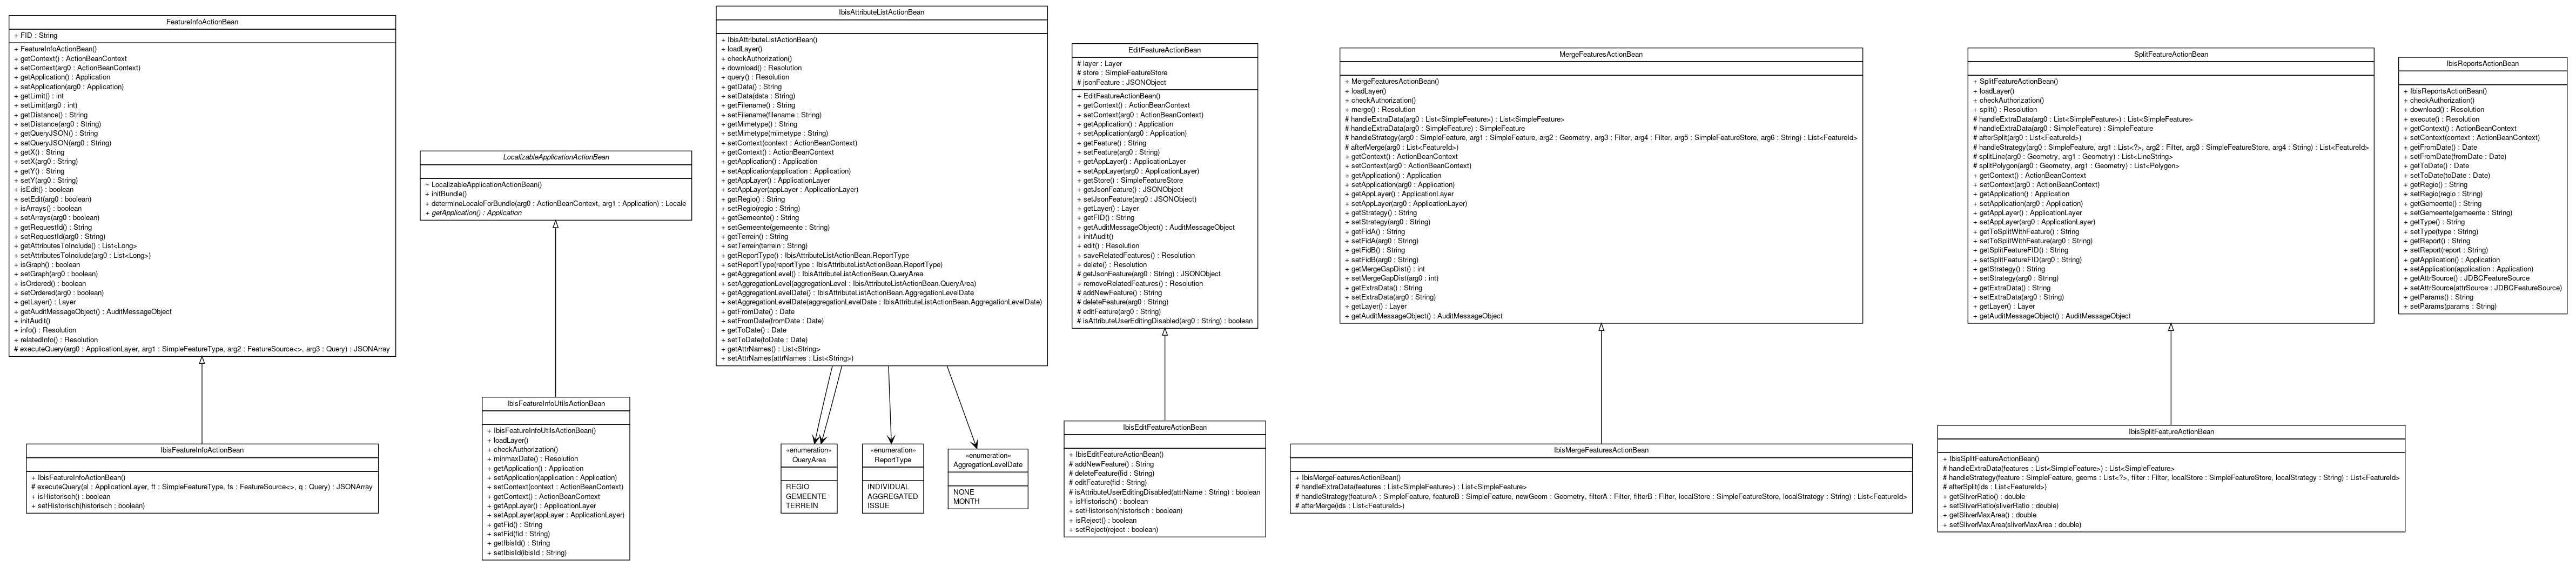 FeatureInfoActionBean
+ FID : String
+ FeatureInfoActionBean()
+ getContext() : ActionBeanContext
+ setContext(arg0 : ActionBeanContext)
+ getApplication() : Application
+ setApplication(arg0 : Application)
+ getLimit() : int
+ setLimit(arg0 : int)
+ getDistance() : String
+ setDistance(arg0 : String)
+ getQueryJSON() : String
+ setQueryJSON(arg0 : String)
+ getX() : String
+ setX(arg0 : String)
+ getY() : String
+ setY(arg0 : String)
+ isEdit() : boolean
+ setEdit(arg0 : boolean)
+ isArrays() : boolean
+ setArrays(arg0 : boolean)
+ getRequestId() : String
+ setRequestId(arg0 : String)
+ getAttributesToInclude() : List<Long>
+ setAttributesToInclude(arg0 : List<Long>)
+ isGraph() : boolean
+ setGraph(arg0 : boolean)
+ isOrdered() : boolean
+ setOrdered(arg0 : boolean)
+ getLayer() : Layer
+ getAuditMessageObject() : AuditMessageObject
+ initAudit()
+ info() : Resolution
+ relatedInfo() : Resolution
# executeQuery(arg0 : ApplicationLayer, arg1 : SimpleFeatureType, arg2 : FeatureSource<>, arg3 : Query) : JSONArray
IbisFeatureInfoActionBean
+ IbisFeatureInfoActionBean()
# executeQuery(al : ApplicationLayer, ft : SimpleFeatureType, fs : FeatureSource<>, q : Query) : JSONArray
+ isHistorisch() : boolean
+ setHistorisch(historisch : boolean)
LocalizableApplicationActionBean
~ LocalizableApplicationActionBean()
+ initBundle()
+ determineLocaleForBundle(arg0 : ActionBeanContext, arg1 : Application) : Locale
+ getApplication() : Application
IbisFeatureInfoUtilsActionBean
+ IbisFeatureInfoUtilsActionBean()
+ loadLayer()
+ checkAuthorization()
+ minmaxDate() : Resolution
+ getApplication() : Application
+ setApplication(application : Application)
+ setContext(context : ActionBeanContext)
+ getContext() : ActionBeanContext
+ getAppLayer() : ApplicationLayer
+ setAppLayer(appLayer : ApplicationLayer)
+ getFid() : String
+ setFid(fid : String)
+ getIbisId() : String
+ setIbisId(ibisId : String)
IbisAttributeListActionBean
+ IbisAttributeListActionBean()
+ loadLayer()
+ checkAuthorization()
+ download() : Resolution
+ query() : Resolution
+ getData() : String
+ setData(data : String)
+ getFilename() : String
+ setFilename(filename : String)
+ getMimetype() : String
+ setMimetype(mimetype : String)
+ setContext(context : ActionBeanContext)
+ getContext() : ActionBeanContext
+ getApplication() : Application
+ setApplication(application : Application)
+ getAppLayer() : ApplicationLayer
+ setAppLayer(appLayer : ApplicationLayer)
+ getRegio() : String
+ setRegio(regio : String)
+ getGemeente() : String
+ setGemeente(gemeente : String)
+ getTerrein() : String
+ setTerrein(terrein : String)
+ getReportType() : IbisAttributeListActionBean.ReportType
+ setReportType(reportType : IbisAttributeListActionBean.ReportType)
+ getAggregationLevel() : IbisAttributeListActionBean.QueryArea
+ setAggregationLevel(aggregationLevel : IbisAttributeListActionBean.QueryArea)
+ getAggregationLevelDate() : IbisAttributeListActionBean.AggregationLevelDate
+ setAggregationLevelDate(aggregationLevelDate : IbisAttributeListActionBean.AggregationLevelDate)
+ getFromDate() : Date
+ setFromDate(fromDate : Date)
+ getToDate() : Date
+ setToDate(toDate : Date)
+ getAttrNames() : List<String>
+ setAttrNames(attrNames : List<String>)
«enumeration»
QueryArea
REGIO
GEMEENTE
TERREIN
«enumeration»
ReportType
INDIVIDUAL
AGGREGATED
ISSUE
«enumeration»
AggregationLevelDate
NONE
MONTH
EditFeatureActionBean
# layer : Layer
# store : SimpleFeatureStore
# jsonFeature : JSONObject
+ EditFeatureActionBean()
+ getContext() : ActionBeanContext
+ setContext(arg0 : ActionBeanContext)
+ getApplication() : Application
+ setApplication(arg0 : Application)
+ getFeature() : String
+ setFeature(arg0 : String)
+ getAppLayer() : ApplicationLayer
+ setAppLayer(arg0 : ApplicationLayer)
+ getStore() : SimpleFeatureStore
+ getJsonFeature() : JSONObject
+ setJsonFeature(arg0 : JSONObject)
+ getLayer() : Layer
+ getFID() : String
+ getAuditMessageObject() : AuditMessageObject
+ initAudit()
+ edit() : Resolution
+ saveRelatedFeatures() : Resolution
+ delete() : Resolution
# getJsonFeature(arg0 : String) : JSONObject
+ removeRelatedFeatures() : Resolution
# addNewFeature() : String
# deleteFeature(arg0 : String)
# editFeature(arg0 : String)
# isAttributeUserEditingDisabled(arg0 : String) : boolean
IbisEditFeatureActionBean
+ IbisEditFeatureActionBean()
# addNewFeature() : String
# deleteFeature(fid : String)
# editFeature(fid : String)
# isAttributeUserEditingDisabled(attrName : String) : boolean
+ isHistorisch() : boolean
+ setHistorisch(historisch : boolean)
+ isReject() : boolean
+ setReject(reject : boolean)
MergeFeaturesActionBean
+ MergeFeaturesActionBean()
+ loadLayer()
+ checkAuthorization()
+ merge() : Resolution
# handleExtraData(arg0 : List<SimpleFeature>) : List<SimpleFeature>
# handleExtraData(arg0 : SimpleFeature) : SimpleFeature
# handleStrategy(arg0 : SimpleFeature, arg1 : SimpleFeature, arg2 : Geometry, arg3 : Filter, arg4 : Filter, arg5 : SimpleFeatureStore, arg6 : String) : List<FeatureId>
# afterMerge(arg0 : List<FeatureId>)
+ getContext() : ActionBeanContext
+ setContext(arg0 : ActionBeanContext)
+ getApplication() : Application
+ setApplication(arg0 : Application)
+ getAppLayer() : ApplicationLayer
+ setAppLayer(arg0 : ApplicationLayer)
+ getStrategy() : String
+ setStrategy(arg0 : String)
+ getFidA() : String
+ setFidA(arg0 : String)
+ getFidB() : String
+ setFidB(arg0 : String)
+ getMergeGapDist() : int
+ setMergeGapDist(arg0 : int)
+ getExtraData() : String
+ setExtraData(arg0 : String)
+ getLayer() : Layer
+ getAuditMessageObject() : AuditMessageObject
IbisMergeFeaturesActionBean
+ IbisMergeFeaturesActionBean()
# handleExtraData(features : List<SimpleFeature>) : List<SimpleFeature>
# handleStrategy(featureA : SimpleFeature, featureB : SimpleFeature, newGeom : Geometry, filterA : Filter, filterB : Filter, localStore : SimpleFeatureStore, localStrategy : String) : List<FeatureId>
# afterMerge(ids : List<FeatureId>)
SplitFeatureActionBean
+ SplitFeatureActionBean()
+ loadLayer()
+ checkAuthorization()
+ split() : Resolution
# handleExtraData(arg0 : List<SimpleFeature>) : List<SimpleFeature>
# handleExtraData(arg0 : SimpleFeature) : SimpleFeature
# afterSplit(arg0 : List<FeatureId>)
# handleStrategy(arg0 : SimpleFeature, arg1 : List<?>, arg2 : Filter, arg3 : SimpleFeatureStore, arg4 : String) : List<FeatureId>
# splitLine(arg0 : Geometry, arg1 : Geometry) : List<LineString>
# splitPolygon(arg0 : Geometry, arg1 : Geometry) : List<Polygon>
+ getContext() : ActionBeanContext
+ setContext(arg0 : ActionBeanContext)
+ getApplication() : Application
+ setApplication(arg0 : Application)
+ getAppLayer() : ApplicationLayer
+ setAppLayer(arg0 : ApplicationLayer)
+ getToSplitWithFeature() : String
+ setToSplitWithFeature(arg0 : String)
+ getSplitFeatureFID() : String
+ setSplitFeatureFID(arg0 : String)
+ getStrategy() : String
+ setStrategy(arg0 : String)
+ getExtraData() : String
+ setExtraData(arg0 : String)
+ getLayer() : Layer
+ getAuditMessageObject() : AuditMessageObject
IbisSplitFeatureActionBean
+ IbisSplitFeatureActionBean()
# handleExtraData(features : List<SimpleFeature>) : List<SimpleFeature>
# handleStrategy(feature : SimpleFeature, geoms : List<?>, filter : Filter, localStore : SimpleFeatureStore, localStrategy : String) : List<FeatureId>
# afterSplit(ids : List<FeatureId>)
+ getSliverRatio() : double
+ setSliverRatio(sliverRatio : double)
+ getSliverMaxArea() : double
+ setSliverMaxArea(sliverMaxArea : double)
IbisReportsActionBean
+ IbisReportsActionBean()
+ checkAuthorization()
+ download() : Resolution
+ execute() : Resolution
+ getContext() : ActionBeanContext
+ setContext(context : ActionBeanContext)
+ getFromDate() : Date
+ setFromDate(fromDate : Date)
+ getToDate() : Date
+ setToDate(toDate : Date)
+ getRegio() : String
+ setRegio(regio : String)
+ getGemeente() : String
+ setGemeente(gemeente : String)
+ getType() : String
+ setType(type : String)
+ getReport() : String
+ setReport(report : String)
+ getApplication() : Application
+ setApplication(application : Application)
+ getAttrSource() : JDBCFeatureSource
+ setAttrSource(attrSource : JDBCFeatureSource)
+ getParams() : String
+ setParams(params : String)